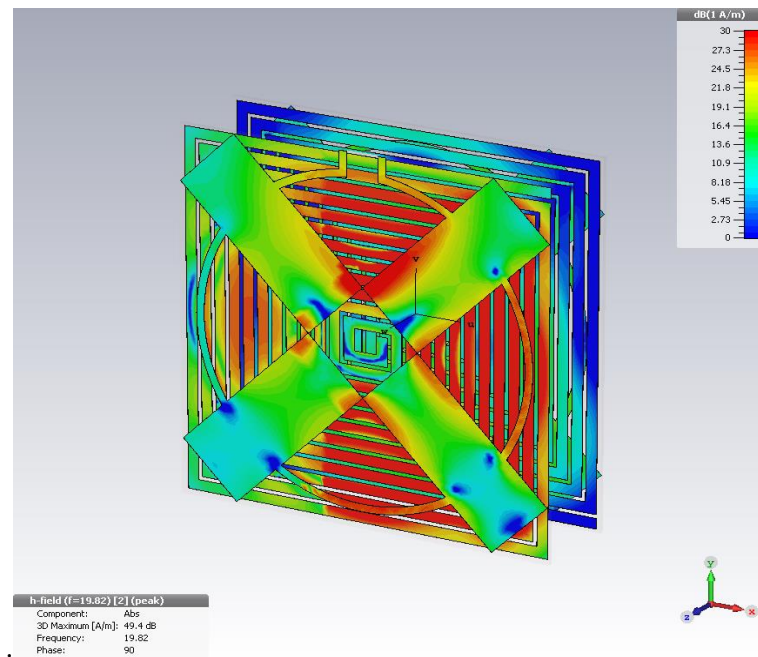 dB(1 A/m)
30
27.3
24.5
21.8
19.1
16.4
13.6
10.9
8.18
5.45
2.73
0
v
u
w
y
z
x
h-field (f=19.82) [2] (peak)
Component: Abs
3D Maximum [A/m]: 49.4 dB
Frequency: 19.82
Phase: 90